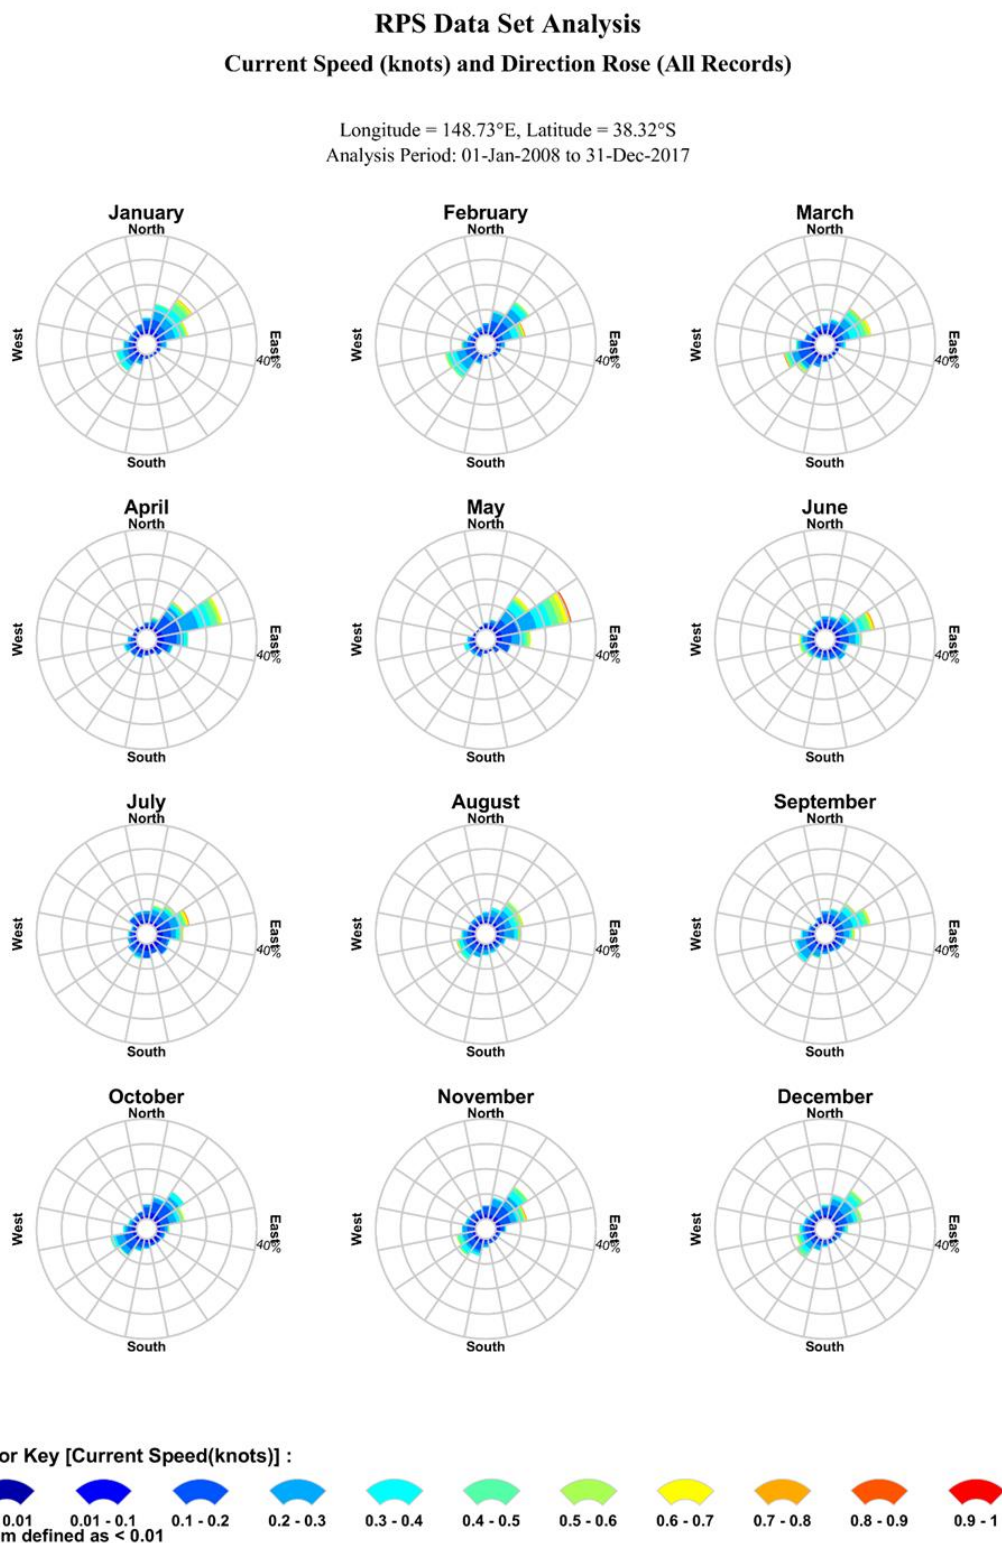 RPS Data Set Analysis
Current Speed (knots) and Direction Rose (All Records)
Longitude = 148.73°E, Latitude = 38.32°S
Analysis Period: 01-Jan-2008 to 31-Dec-2017
January February March
North North North
West East 40% West East 40% West East 40%
South South South
April May June
North North North
West East 40% West East 40% West East 40%
South South South
July August September
North North North
West East 40% West East 40% West East 40%
South South South
October November December
North North North
West East 40% West East 40% West East 40%
South South South
or Key [Current Speed(knots)] :
0.01 0.01 - 0.1 0.1 - 0.2 0.2 - 0.3 0.3 - 0.4 0.4 - 0.5 0.5 - 0.6 0.6 - 0.7 0.7 - 0.8 0.8 - 0.9 0.9 - 1
m defined as < 0.01